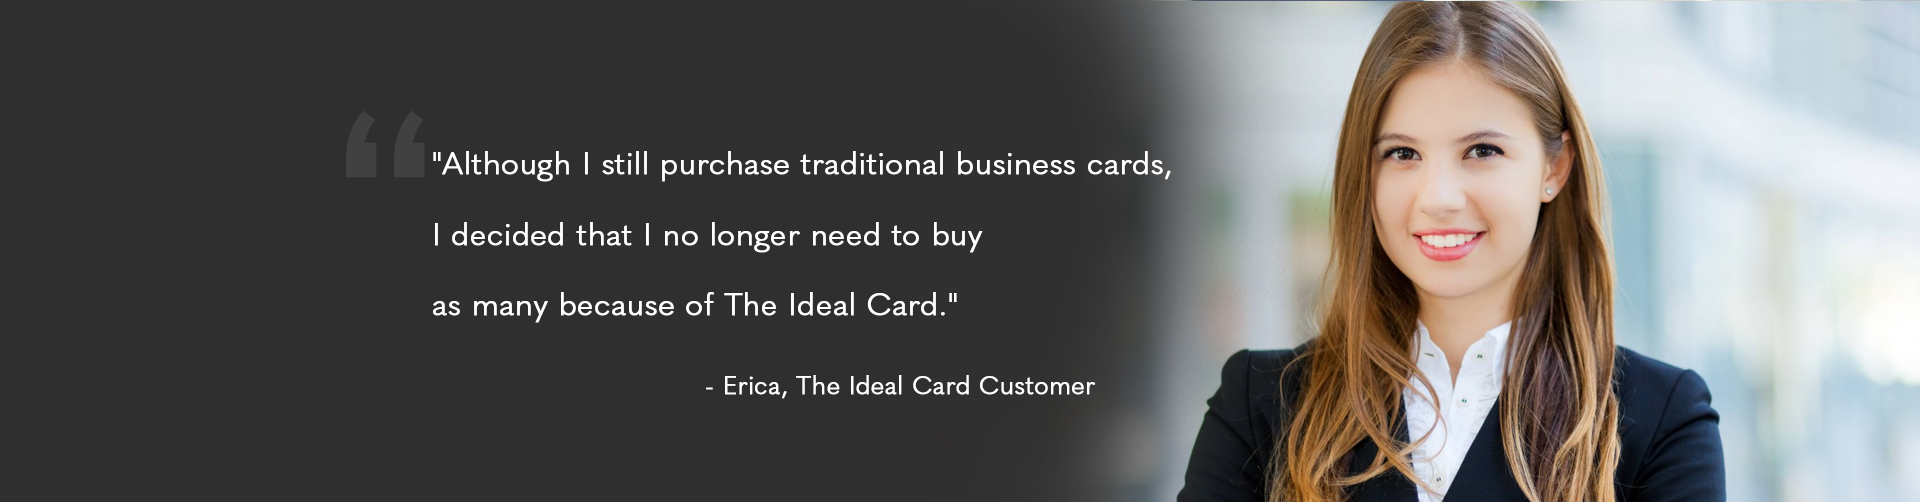 "Although I still purchase traditional business cards,
I decided that I no longer need to buy
as many because of The Ideal Card."
- Erica, The Ideal Card Customer